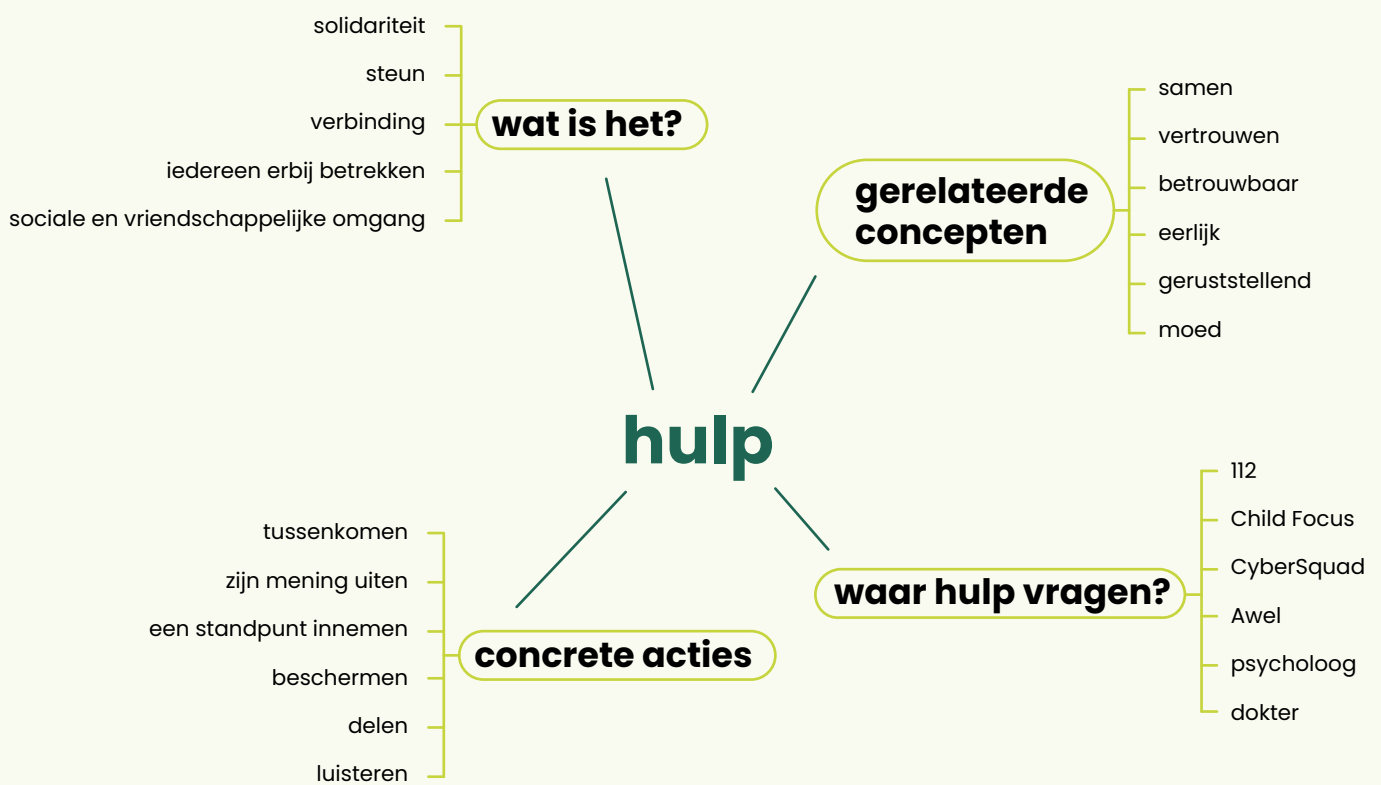 solidariteit
steun
verbinding
iedereen erbij betrekken
sociale en vriendschappelijke omgang
wat is het?
gerelateerde
concepten
samen
vertrouwen
betrouwbaar
eerlijk
geruststellend
moed
hulp
tussenkomen
zijn mening uiten
een standpunt innemen
beschermen
delen
luisteren
concrete acties
waar hulp vragen?
112
Child Focus
CyberSquad
Awel
psycholoog
dokter